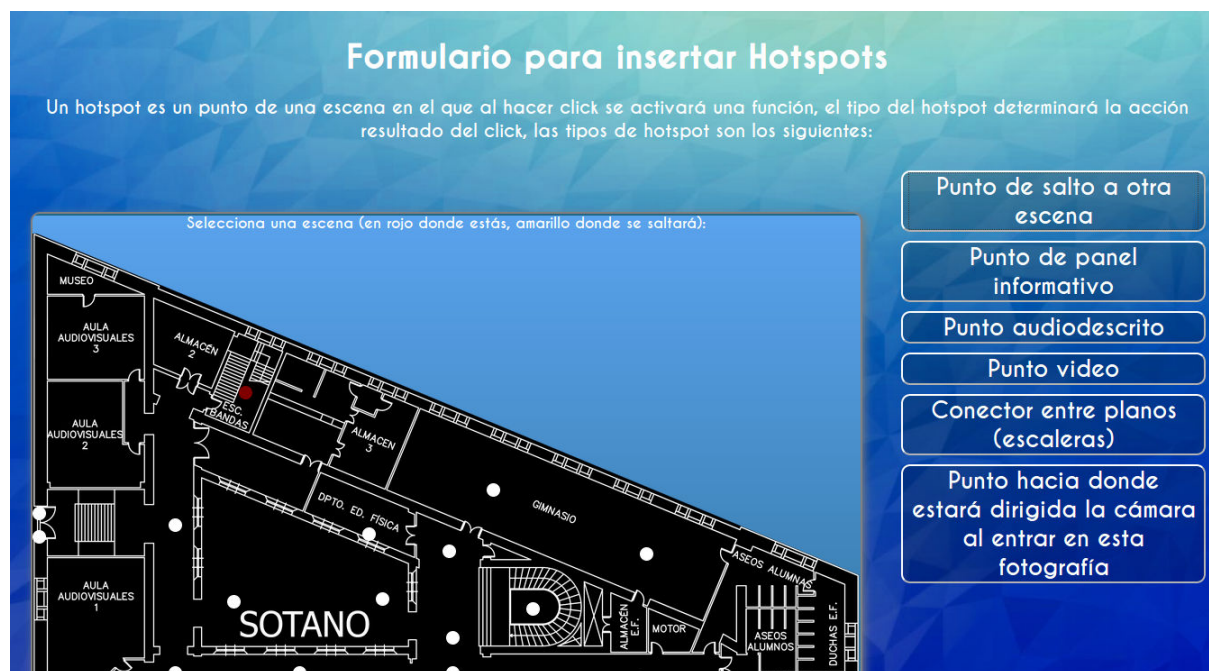 Formulario para insertar Hotspots
Un hotspot es un punto de una escena en el que al hacer click se activará una función, el tipo del hotspot determinará la acción
resultado del click, las tipos de hotspot son los siguientes:
Punto de salto a otra
escena
Punto de panel
informativo
Punto audiodescrito
Punto video
Conector entre planos
(escaleras)
Punto hacia donde
estará dirigida la cámara
al entrar en esta
fotografía
Selecciona una escena (en rojo donde estás, amarillo donde se saltará):
MUSEO
AULA
AUDIOVISUALES
3
ALMACÉN
2
ESC.
BANDAS
AULA
AUDIOVISUALES
2
ALMACEN
3
GIMNASIO
DPTO. ED. FÍSICA
ASEOS ALUMNAS
AULA
AUDIOVISUALES
1
SOTANO
ALMACÉN
E.F.
MOTOR
ASEOS
ALUMNOS
DUCHAS E.F.